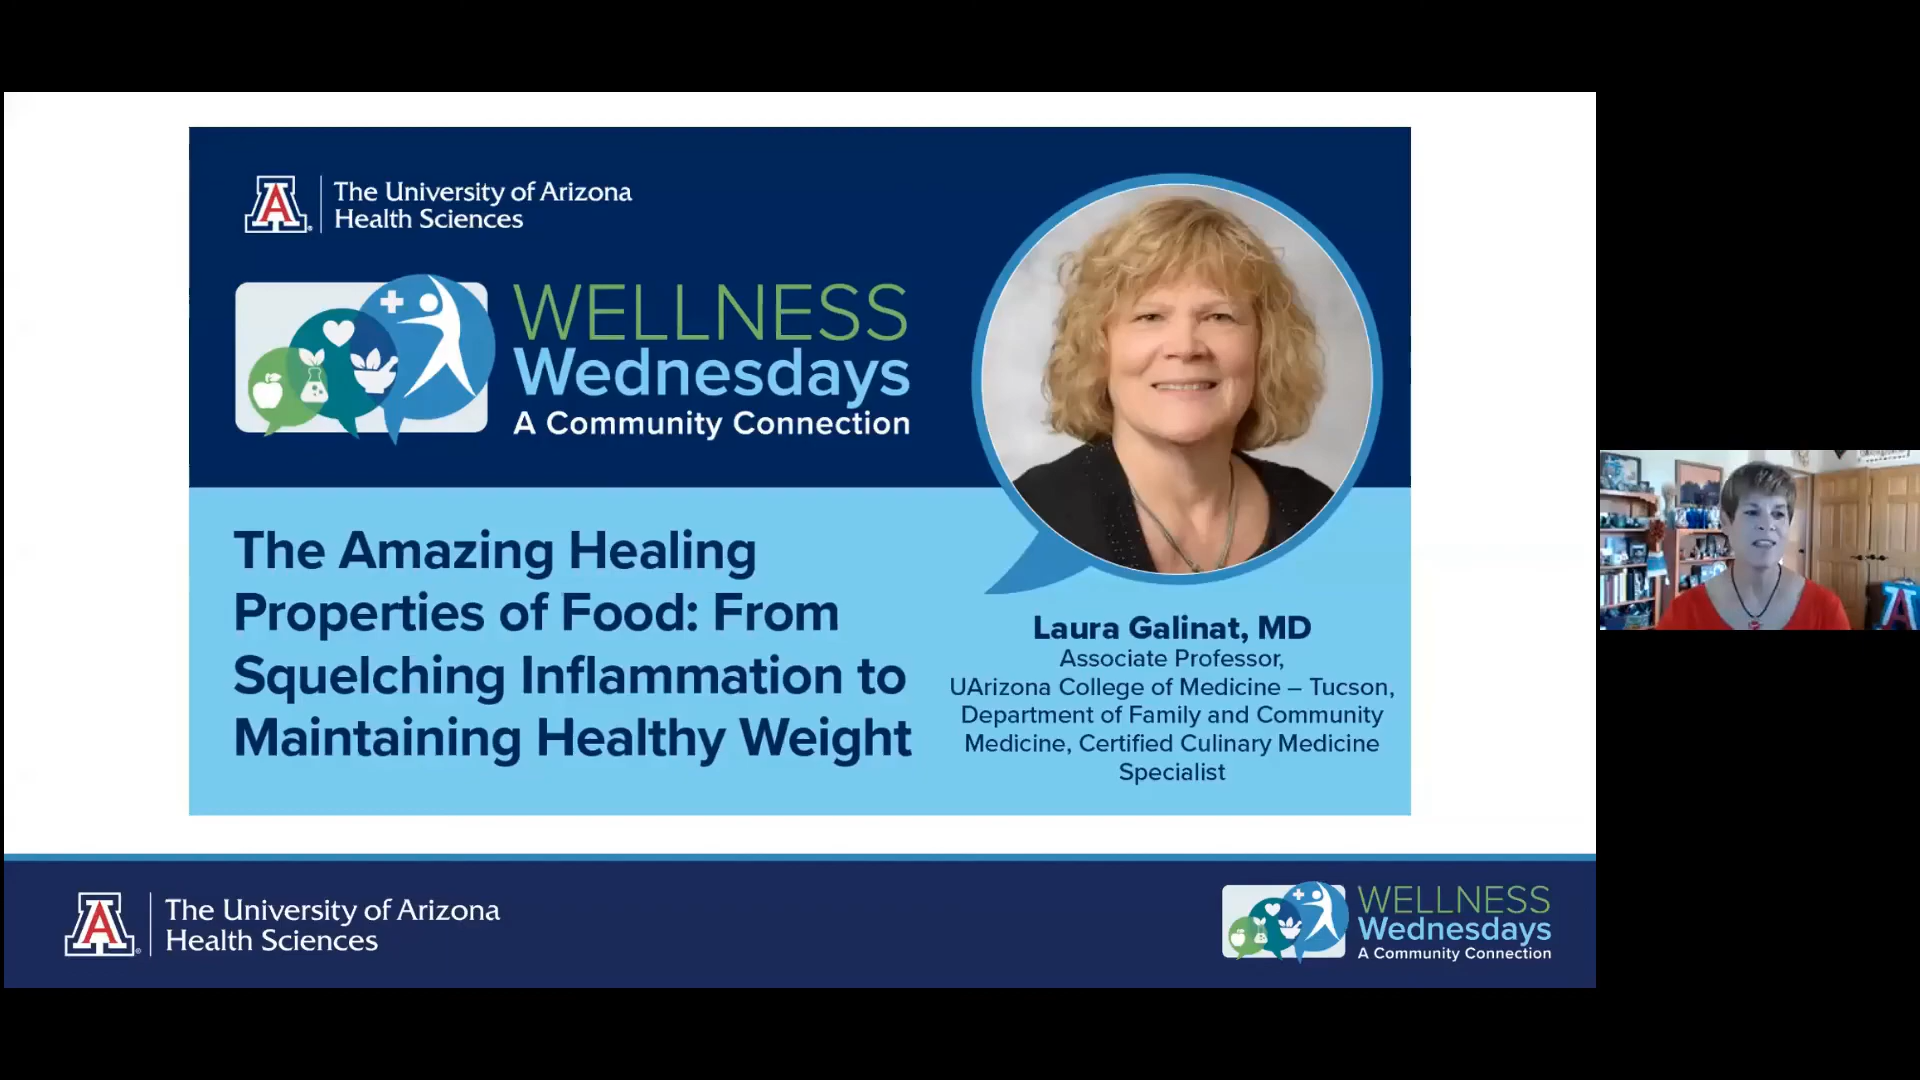 The University of Arizona
Health Sciences
WELLNESS
Wednesdays
A Community Connection
The Amazing Healing
Properties of Food: From
Squelching Inflammation to
Maintaining Healthy Weight
Laura Galinat, MD
Associate Professor,
UArizona College of Medicine – Tucson,
Department of Family and Community
Medicine, Certified Culinary Medicine
Specialist
A
The University of Arizona
Health Sciences
WELLNESS
Wednesdays
A Community Connection